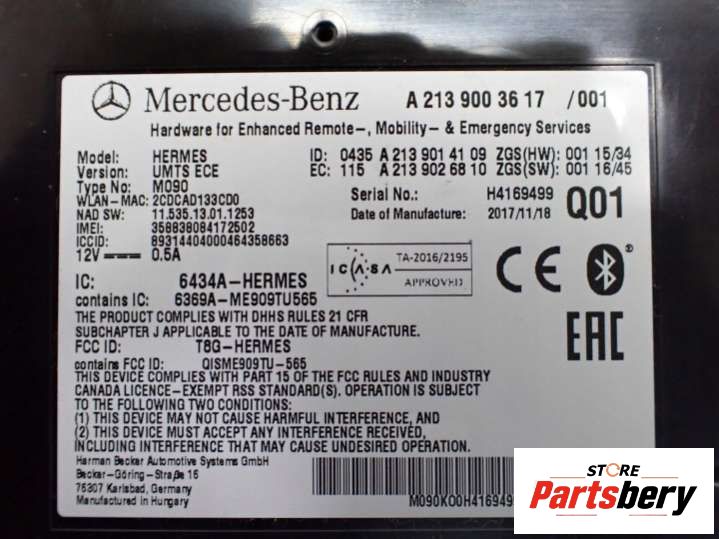 Mercedes-Benz A 213 900 36 17 /001
Hardware for Enhanced Remote-, Mobility- & Emergency Services
Model: HERMES ID: 0435 A 213 901 41 09 ZGS(HW): 001 15/34
Version: UMTS ECE EC: 115 A 213 902 68 10 ZGS(SW): 001 16/45
Type No: M090
WLAN-MAC: 2CDCAD133CD0 Serial No.: H4169499 Q01
NAD SW: 11.535.13.01.1253 Date of Manufacture: 2017/11/18
IMEI: 358838084172502
ICCID: 89314404000464358663
12V 0.5A
ICASA TA-2016/2195
APPROVED
CE
EAC
IC: 6434A-HERMES
contains IC: 6369A-ME909TU565
THE PRODUCT COMPLIES WITH DHHS RULES 21 CFR
SUBCHAPTER J APPLICABLE TO THE DATE OF MANUFACTURE.
FCC ID: T8G-HERMES
contains FCC ID: QISME909TU-565
THIS DEVICE COMPLIES WITH PART 15 OF THE FCC RULES AND INDUSTRY
CANADA LICENCE-EXEMPT RSS STANDARD(S). OPERATION IS SUBJECT
TO THE FOLLOWING TWO CONDITIONS:
(1) THIS DEVICE MAY NOT CAUSE HARMFUL INTERFERENCE, AND
(2) THIS DEVICE MUST ACCEPT ANY INTERFERENCE RECEIVED,
INCLUDING INTERFERENCE THAT MAY CAUSE UNDESIRED OPERATION.
Harman Becker Automotive Systems GmbH
Becker-Göring-Straße 16
76307 Karlsbad, Germany
Manufactured in Hungary
M090K00H416949
STORE
Partsbery